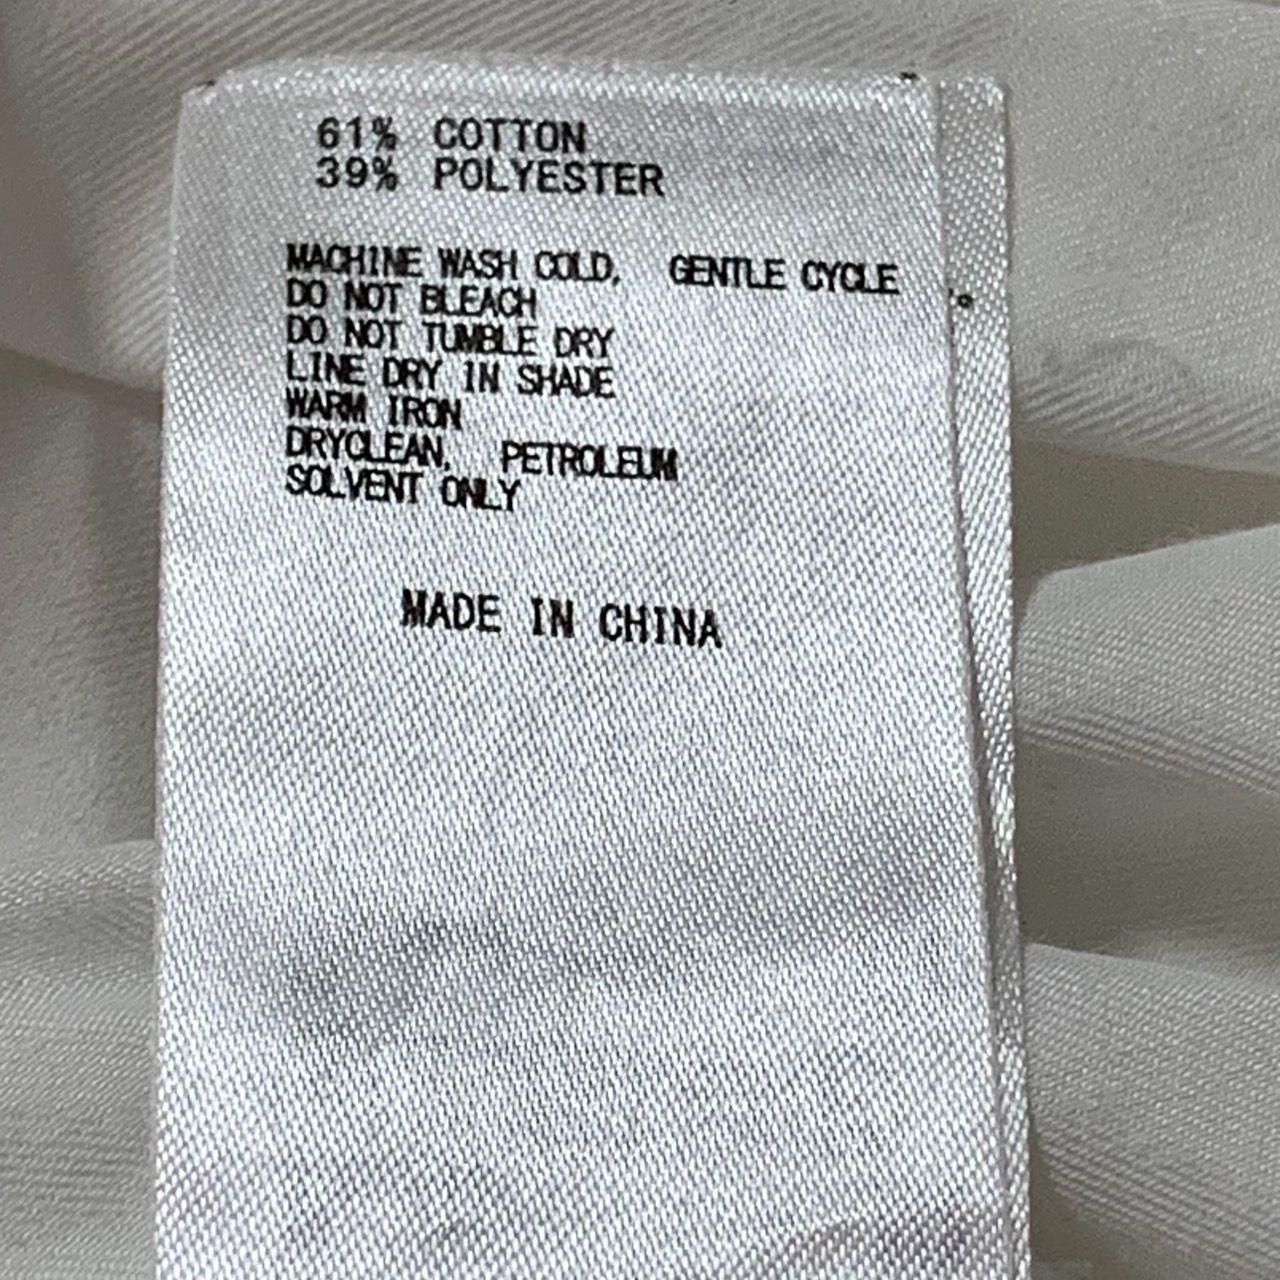 61% COTTON
39% POLYESTER
MACHINE WASH COLD, GENTLE CYCLE
DO NOT BLEACH
DO NOT TUMBLE DRY
LINE DRY IN SHADE
WARM IRON
DRYCLEAN, PETROLEUM
SOLVENT ONLY
MADE IN CHINA